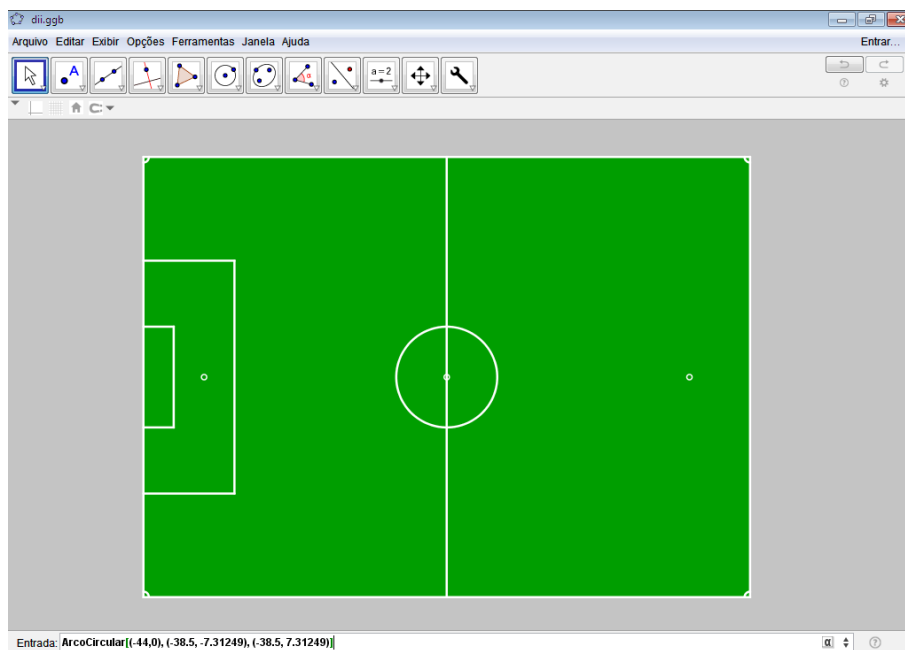 dii.ggb
Arquivo Editar Exibir Opções Ferramentas Janela Ajuda
Entrar...
A
α
a=2
Entrada: ArcoCircular[(-44,0), (-38.5, -7.31249), (-38.5, 7.31249)]
α